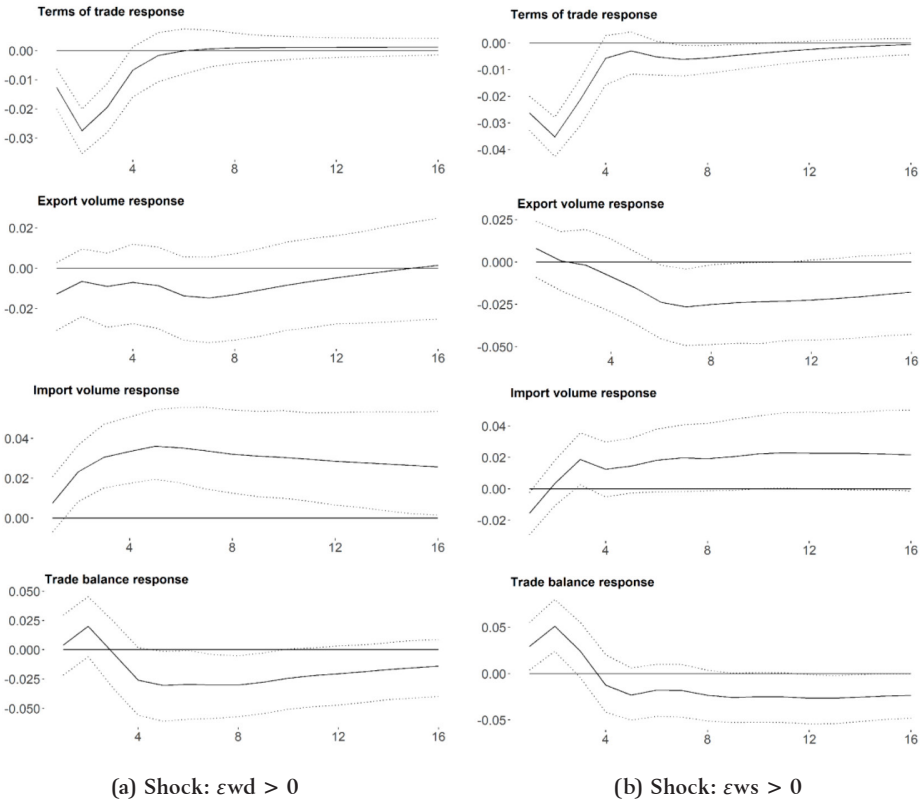 Terms of trade response
0.00
-0.01
-0.02
-0.03
4 8 12 16
Export volume response
0.02
0.00
-0.02
4 8 12 16
Import volume response
0.04
0.02
0.00
4 8 12 16
Trade balance response
0.050
0.025
0.000
-0.025
-0.050
4 8 12 16
(a) Shock: εwd > 0
Terms of trade response
0.00
-0.01
-0.02
-0.03
-0.04
4 8 12 16
Export volume response
0.025
0.000
-0.025
-0.050
4 8 12 16
Import volume response
0.04
0.02
0.00
-0.02
4 8 12 16
Trade balance response
0.05
0.00
-0.05
4 8 12 16
(b) Shock: εws > 0